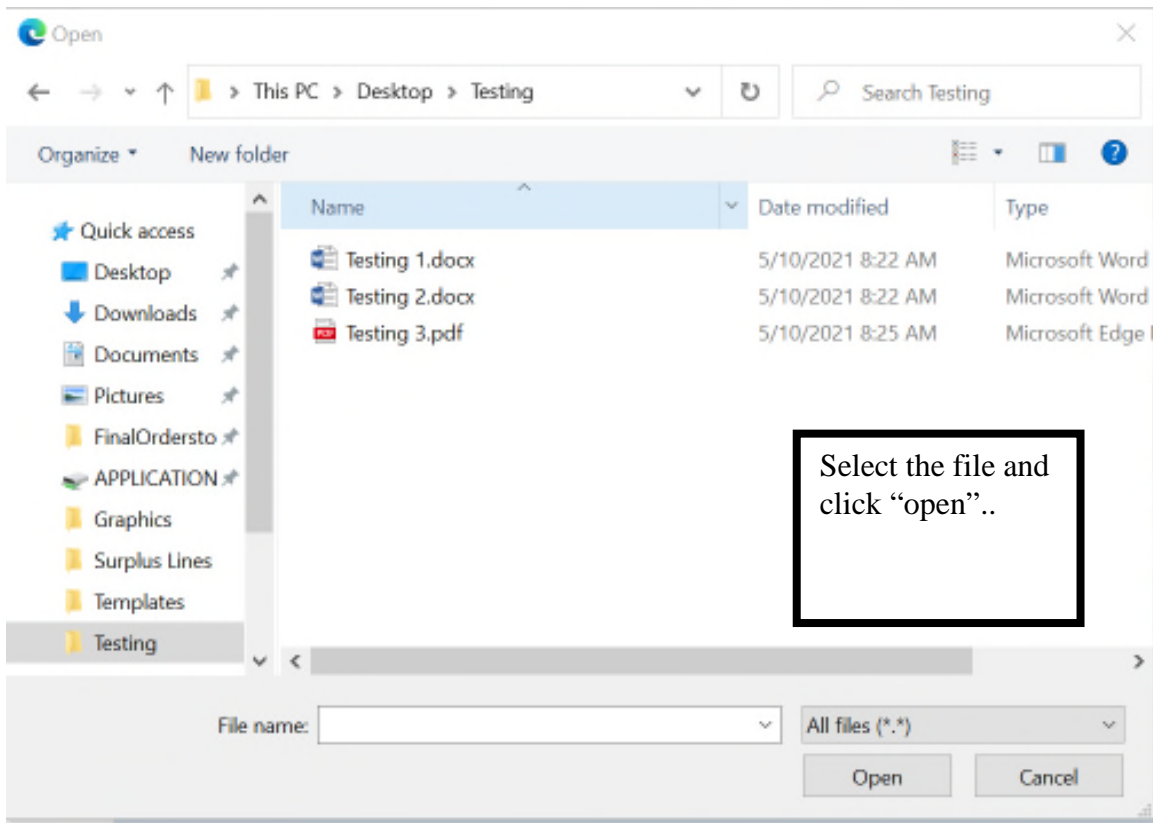 Open
This PC > Desktop > Testing
Search Testing
Organize
New folder
Name
Date modified
Type
Quick access
Desktop
Downloads
Documents
Pictures
FinalOrdersto
APPLICATION
Graphics
Surplus Lines
Templates
Testing
Testing 1.docx 5/10/2021 8:22 AM Microsoft Word
Testing 2.docx 5/10/2021 8:22 AM Microsoft Word
Testing 3.pdf 5/10/2021 8:25 AM Microsoft Edge
Select the file and
click “open”..
File name:
All files (*.*)
Open
Cancel